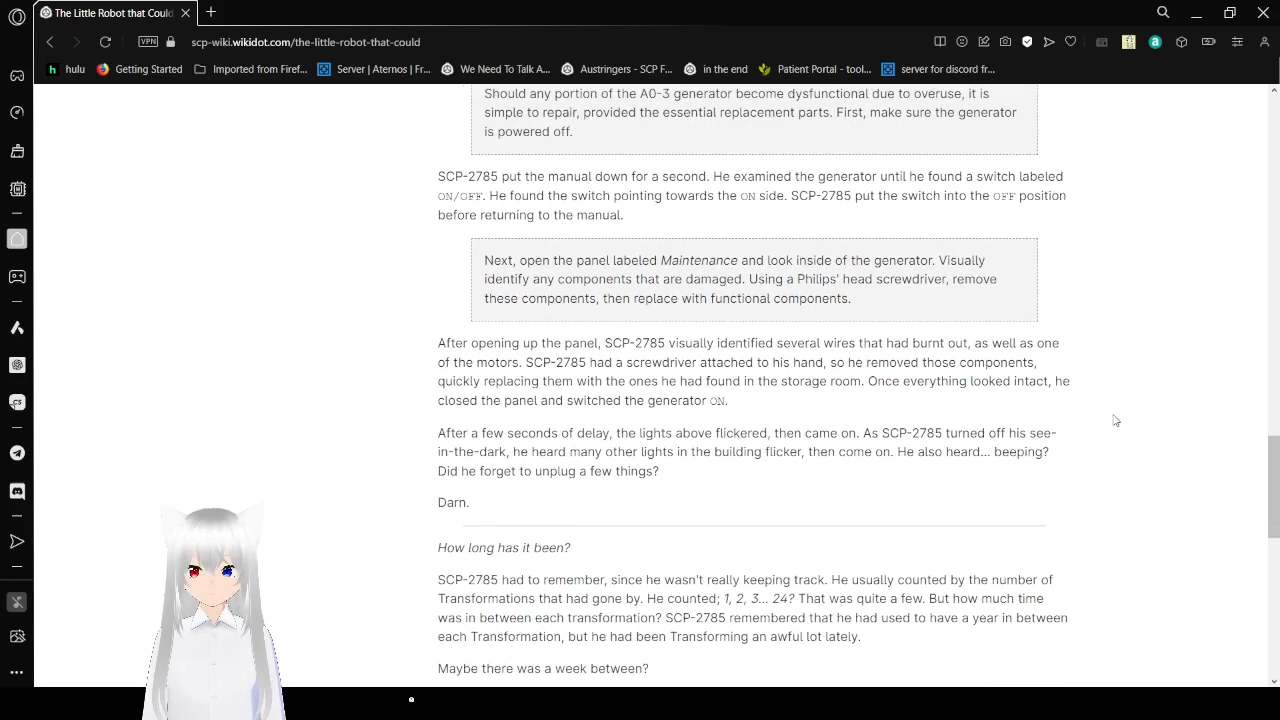 The Little Robot that Could
VPN
scp-wiki.wikidot.com/the-little-robot-that-could
hulu
Getting Started
Imported from Firef...
Server | Aternos | Fr...
We Need To Talk A...
Austringers - SCP F...
in the end
Patient Portal - tool...
server for discord fr...
Should any portion of the A0-3 generator become dysfunctional due to overuse, it is
simple to repair, provided the essential replacement parts. First, make sure the generator
is powered off.
SCP-2785 put the manual down for a second. He examined the generator until he found a switch labeled
ON/OFF. He found the switch pointing towards the ON side. SCP-2785 put the switch into the OFF position
before returning to the manual.
Next, open the panel labeled Maintenance and look inside of the generator. Visually
identify any components that are damaged. Using a Philips' head screwdriver, remove
these components, then replace with functional components.
After opening up the panel, SCP-2785 visually identified several wires that had burnt out, as well as one
of the motors. SCP-2785 had a screwdriver attached to his hand, so he removed those components,
quickly replacing them with the ones he had found in the storage room. Once everything looked intact, he
closed the panel and switched the generator ON.
After a few seconds of delay, the lights above flickered, then came on. As SCP-2785 turned off his see-
in-the-dark, he heard many other lights in the building flicker, then come on. He also heard... beeping?
Did he forget to unplug a few things?
Darn.
How long has it been?
SCP-2785 had to remember, since he wasn't really keeping track. He usually counted by the number of
Transformations that had gone by. He counted; 1, 2, 3... 24? That was quite a few. But how much time
was in between each transformation? SCP-2785 remembered that he had used to have a year in between
each Transformation, but he had been Transforming an awful lot lately.
Maybe there was a week between?